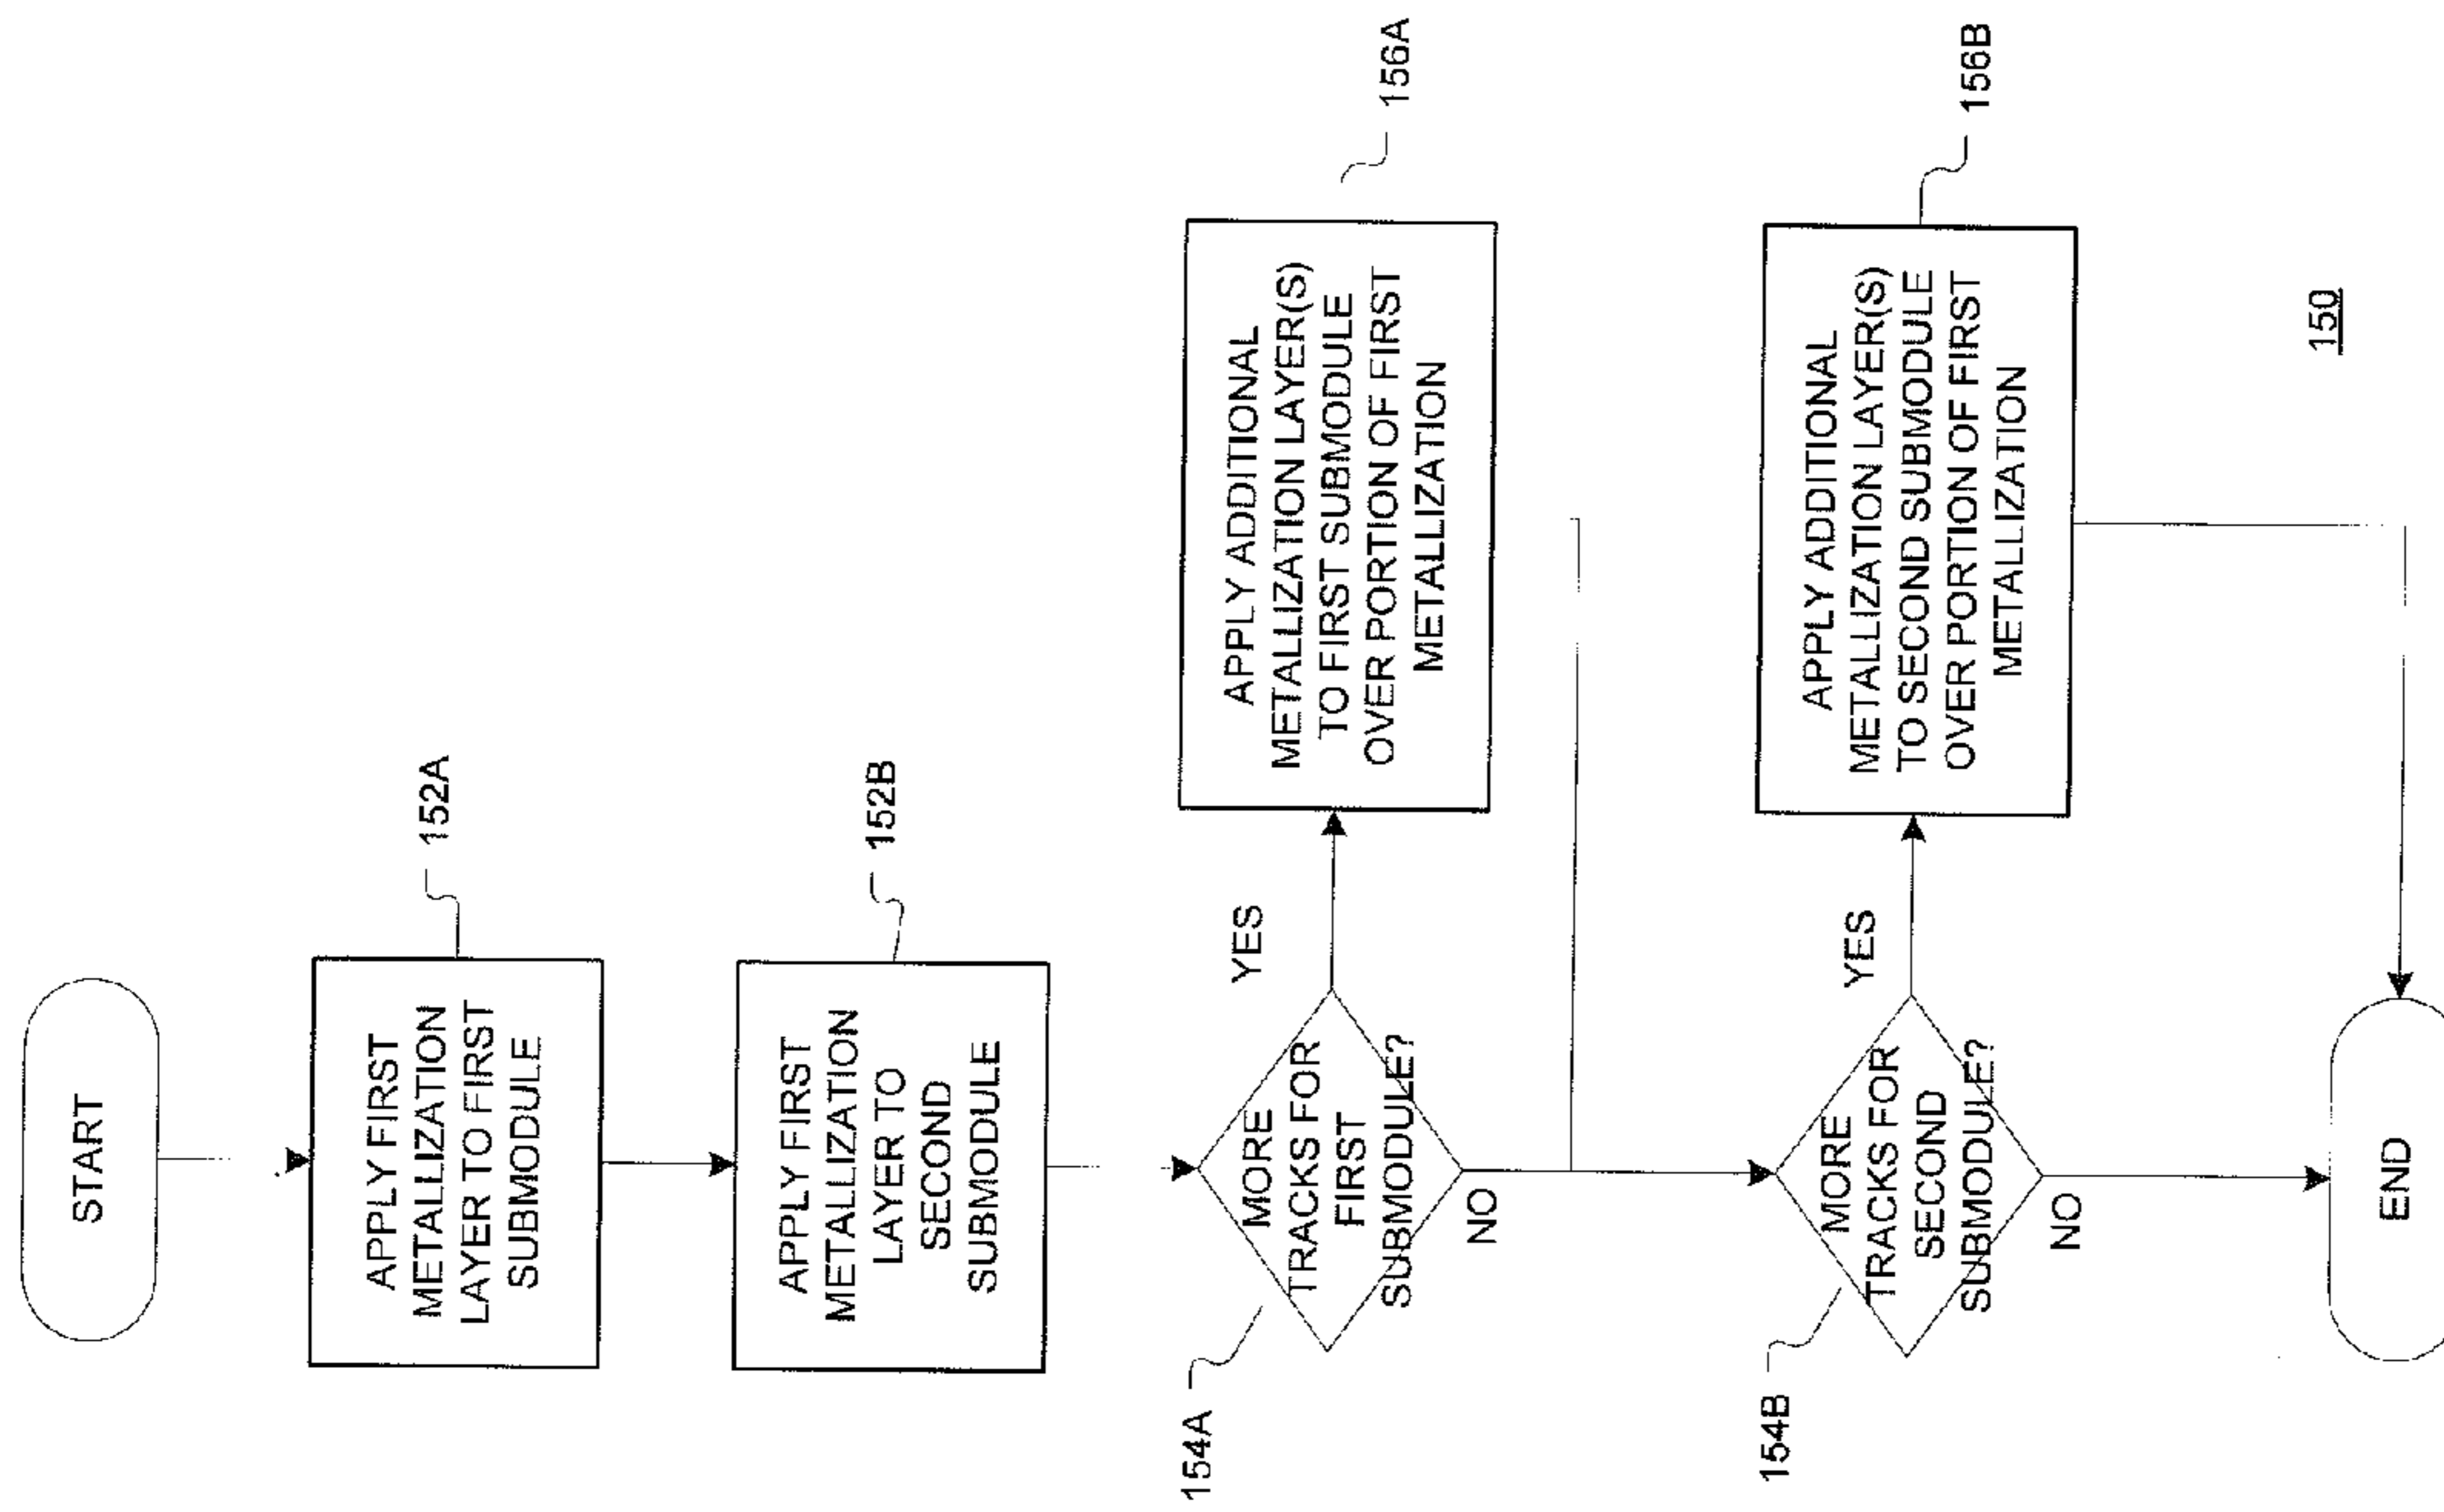 START
APPLY FIRST
METALLIZATION
LAYER TO FIRST
SUBMODULE
152A
APPLY FIRST
METALLIZATION
LAYER TO
SECOND
SUBMODULE
152B
MORE
TRACKS FOR
FIRST
SUBMODULE?
154A
YES
NO
APPLY ADDITIONAL
METALLIZATION LAYER(S)
TO FIRST SUBMODULE
OVER PORTION OF FIRST
METALLIZATION
156A
MORE
TRACKS FOR
SECOND
SUBMODULE?
154B
YES
NO
APPLY ADDITIONAL
METALLIZATION LAYER(S)
TO SECOND SUBMODULE
OVER PORTION OF FIRST
METALLIZATION
156B
END
150